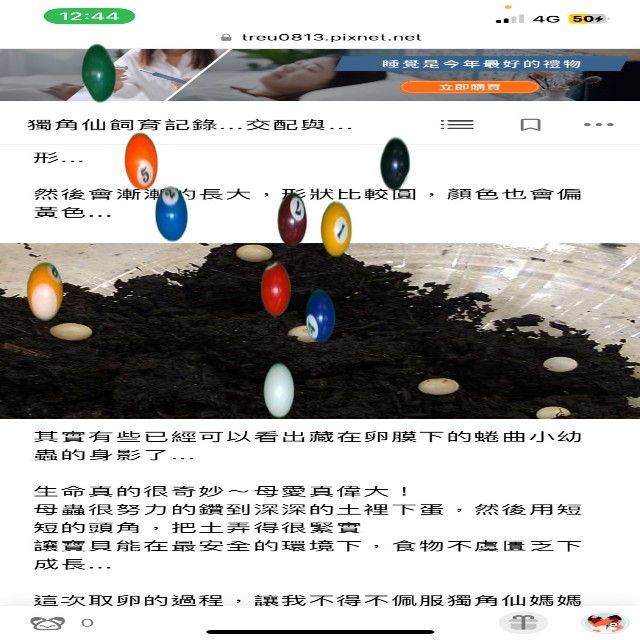 12:44
4G 50
treu0813.pixnet.net
睡覺是今年最好的禮物
立即購買
獨角仙飼育記錄...交配與...
形...
然後會漸漸的長大，形狀比較圓，顏色也會偏
黃色...
5
7
1
4
其實有些已經可以看出藏在卵膜下的蜷曲小幼
蟲的身影了...
生命真的很奇妙～母愛真偉大！
母蟲很努力的鑽到深深的土裡下蛋，然後用短
短的頭角，把土弄得很緊實
讓寶貝能在最安全的環境下，食物不虞匱乏下
成長...
這次取卵的過程，讓我不得不佩服獨角仙媽媽
0